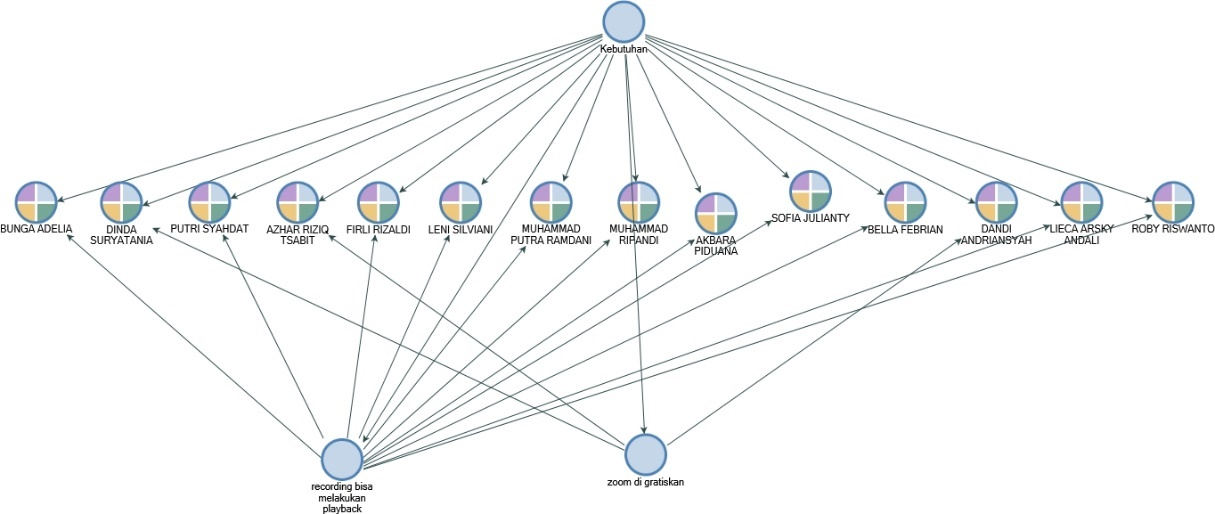 Kebutuhan
BUNGA ADELIA
DINDA
SURYATANIA
PUTRI SYAHDAT
AZHAR RIZIQ
TSABIT
FIRLI RIZALDI
LENI SILVIANI
MUHAMMAD
PUTRA RAMDANI
MUHAMMAD
RIPANDI
AKBARA
PIDUANA
SOFIA JULIANTY
BELLA FEBRIAN
DANDI
ANDRIANSYAH
LIECA ARSKY
ANDALI
ROBY RISWANTO
recording bisa
melakukan
playback
zoom di gratiskan